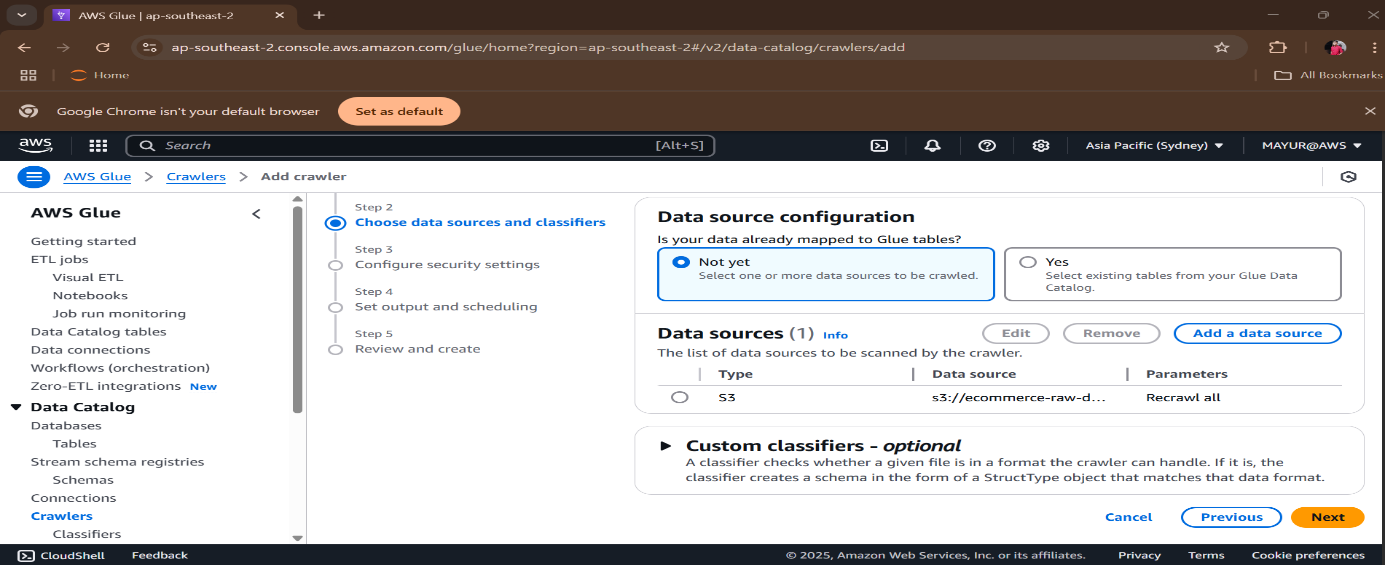 AWS Glue | ap-southeast-2
ap-southeast-2.console.aws.amazon.com/glue/home?region=ap-southeast-2#/v2/data-catalog/crawlers/add
Home
All Bookmarks
Google Chrome isn't your default browser
Set as default
aws
Search
[Alt+S]
Asia Pacific (Sydney)
MAYUR@AWS
AWS Glue > Crawlers > Add crawler
AWS Glue
Getting started
ETL jobs
Visual ETL
Notebooks
Job run monitoring
Data Catalog tables
Data connections
Workflows (orchestration)
Zero-ETL integrations New
Data Catalog
Databases
Tables
Stream schema registries
Schemas
Connections
Crawlers
Classifiers
Step 2
Choose data sources and classifiers
Step 3
Configure security settings
Step 4
Set output and scheduling
Step 5
Review and create
Data source configuration
Is your data already mapped to Glue tables?
Not yet
Select one or more data sources to be crawled.
Yes
Select existing tables from your Glue Data
Catalog.
Data sources (1) Info
Edit
Remove
Add a data source
The list of data sources to be scanned by the crawler.
Type
Data source
Parameters
S3
s3://ecommerce-raw-d...
Recrawl all
Custom classifiers - optional
A classifier checks whether a given file is in a format the crawler can handle. If it is, the
classifier creates a schema in the form of a StructType object that matches that data format.
Cancel
Previous
Next
CloudShell
Feedback
© 2025, Amazon Web Services, Inc. or its affiliates.
Privacy
Terms
Cookie preferences